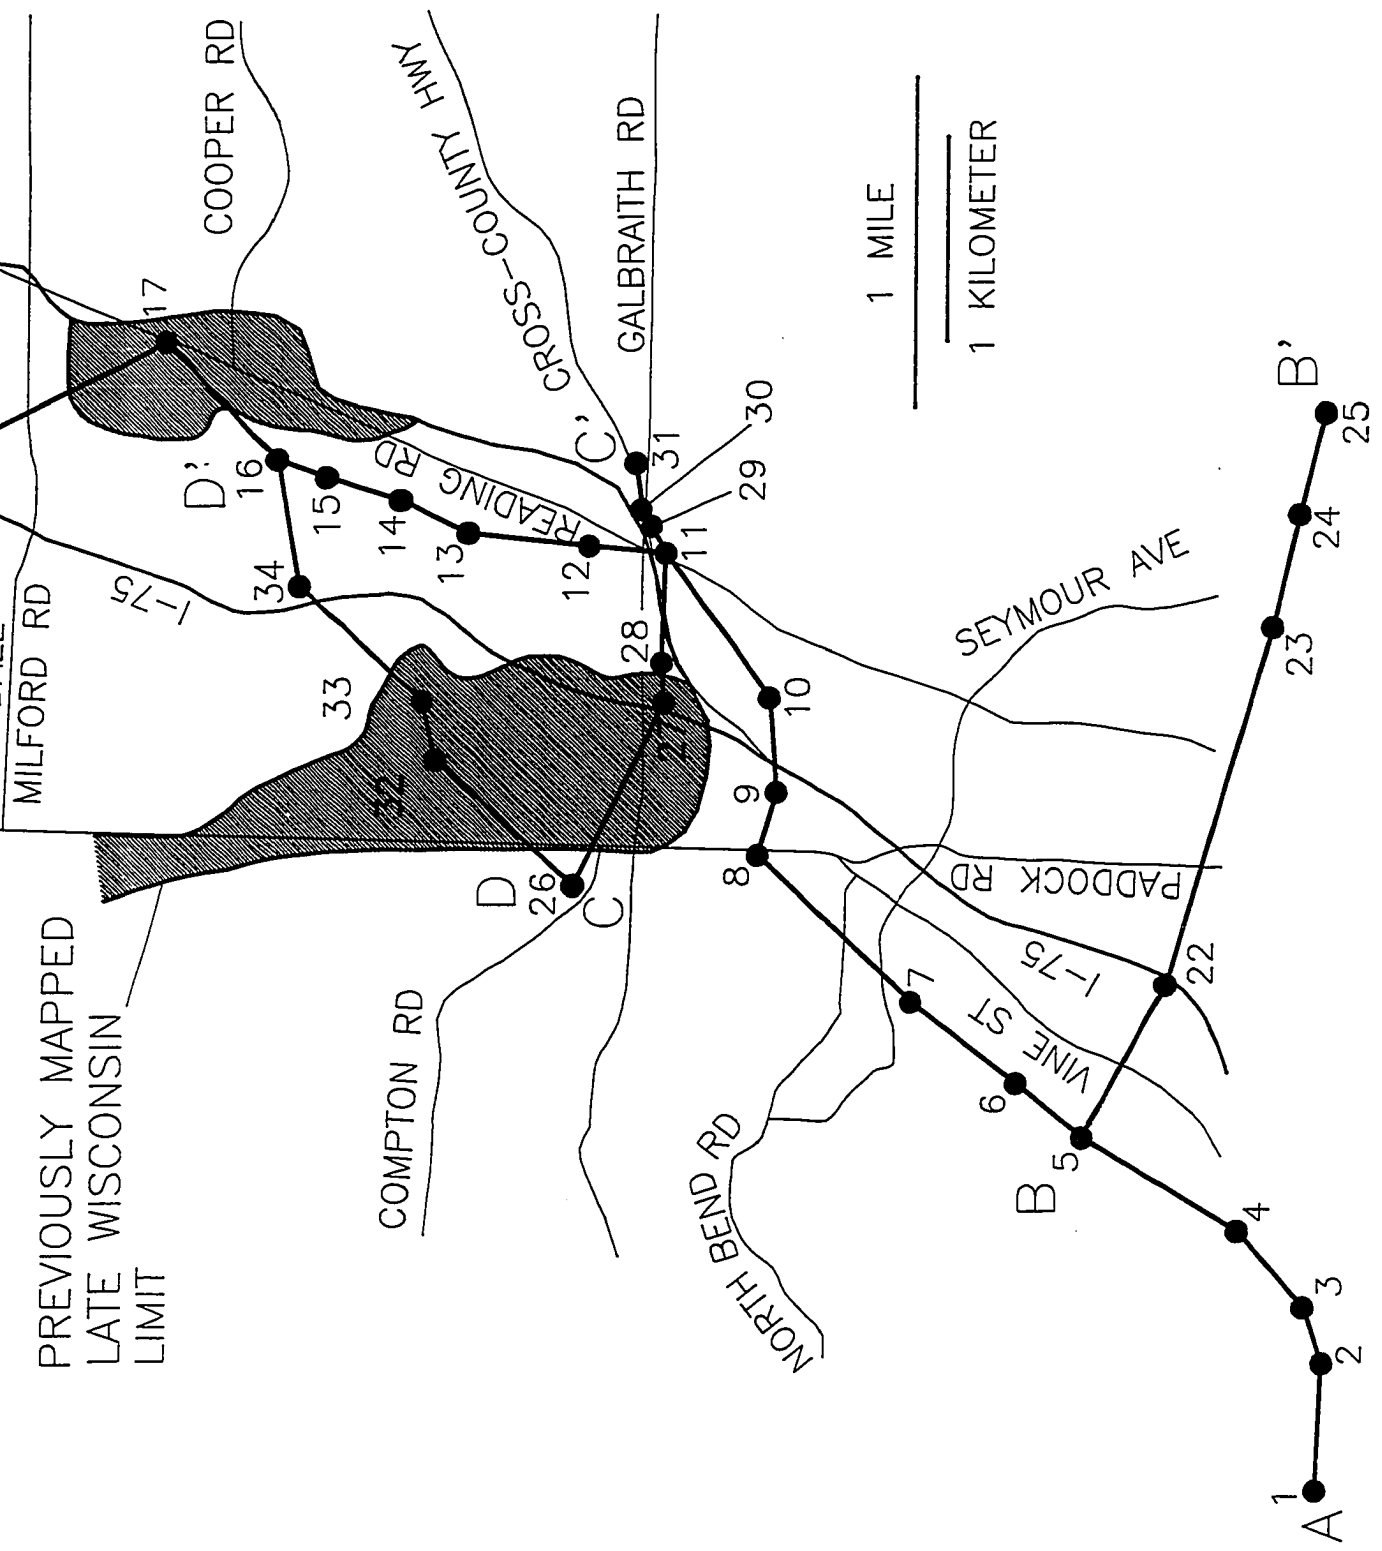 MILFORD RD
COOPER RD
CROSS-COUNTY HWY
GALBRAITH RD
READING RD
I-75
PREVIOUSLY MAPPED
LATE WISCONSIN
LIMIT
COMPTON RD
NORTH BEND RD
SEYMOUR AVE
PADDOCK RD
I-75
VINE ST
1 MILE
1 KILOMETER
A
B
B'
C
C'
D
D'
1
2
3
4
5
6
7
8
9
10
11
12
13
14
15
16
17
22
23
24
25
26
27
28
29
30
31
32
33
34